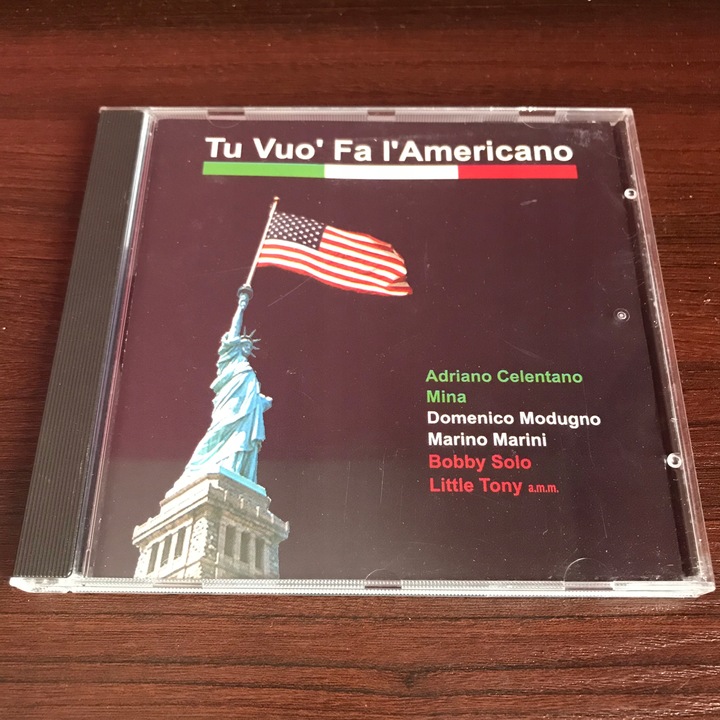 Tu Vuo' Fa l'Americano
Adriano Celentano
Mina
Domenico Modugno
Marino Marini
Bobby Solo
Little Tony a.m.m.